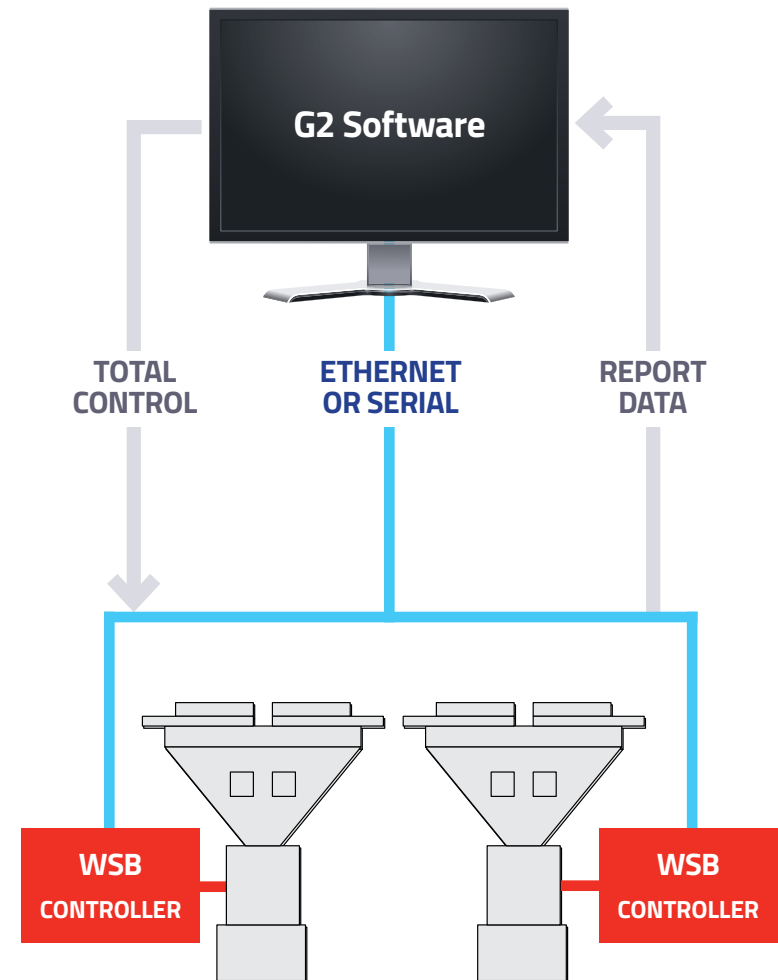 G2 Software
TOTAL
CONTROL
ETHERNET
OR SERIAL
REPORT
DATA
WSB
CONTROLLER
WSB
CONTROLLER